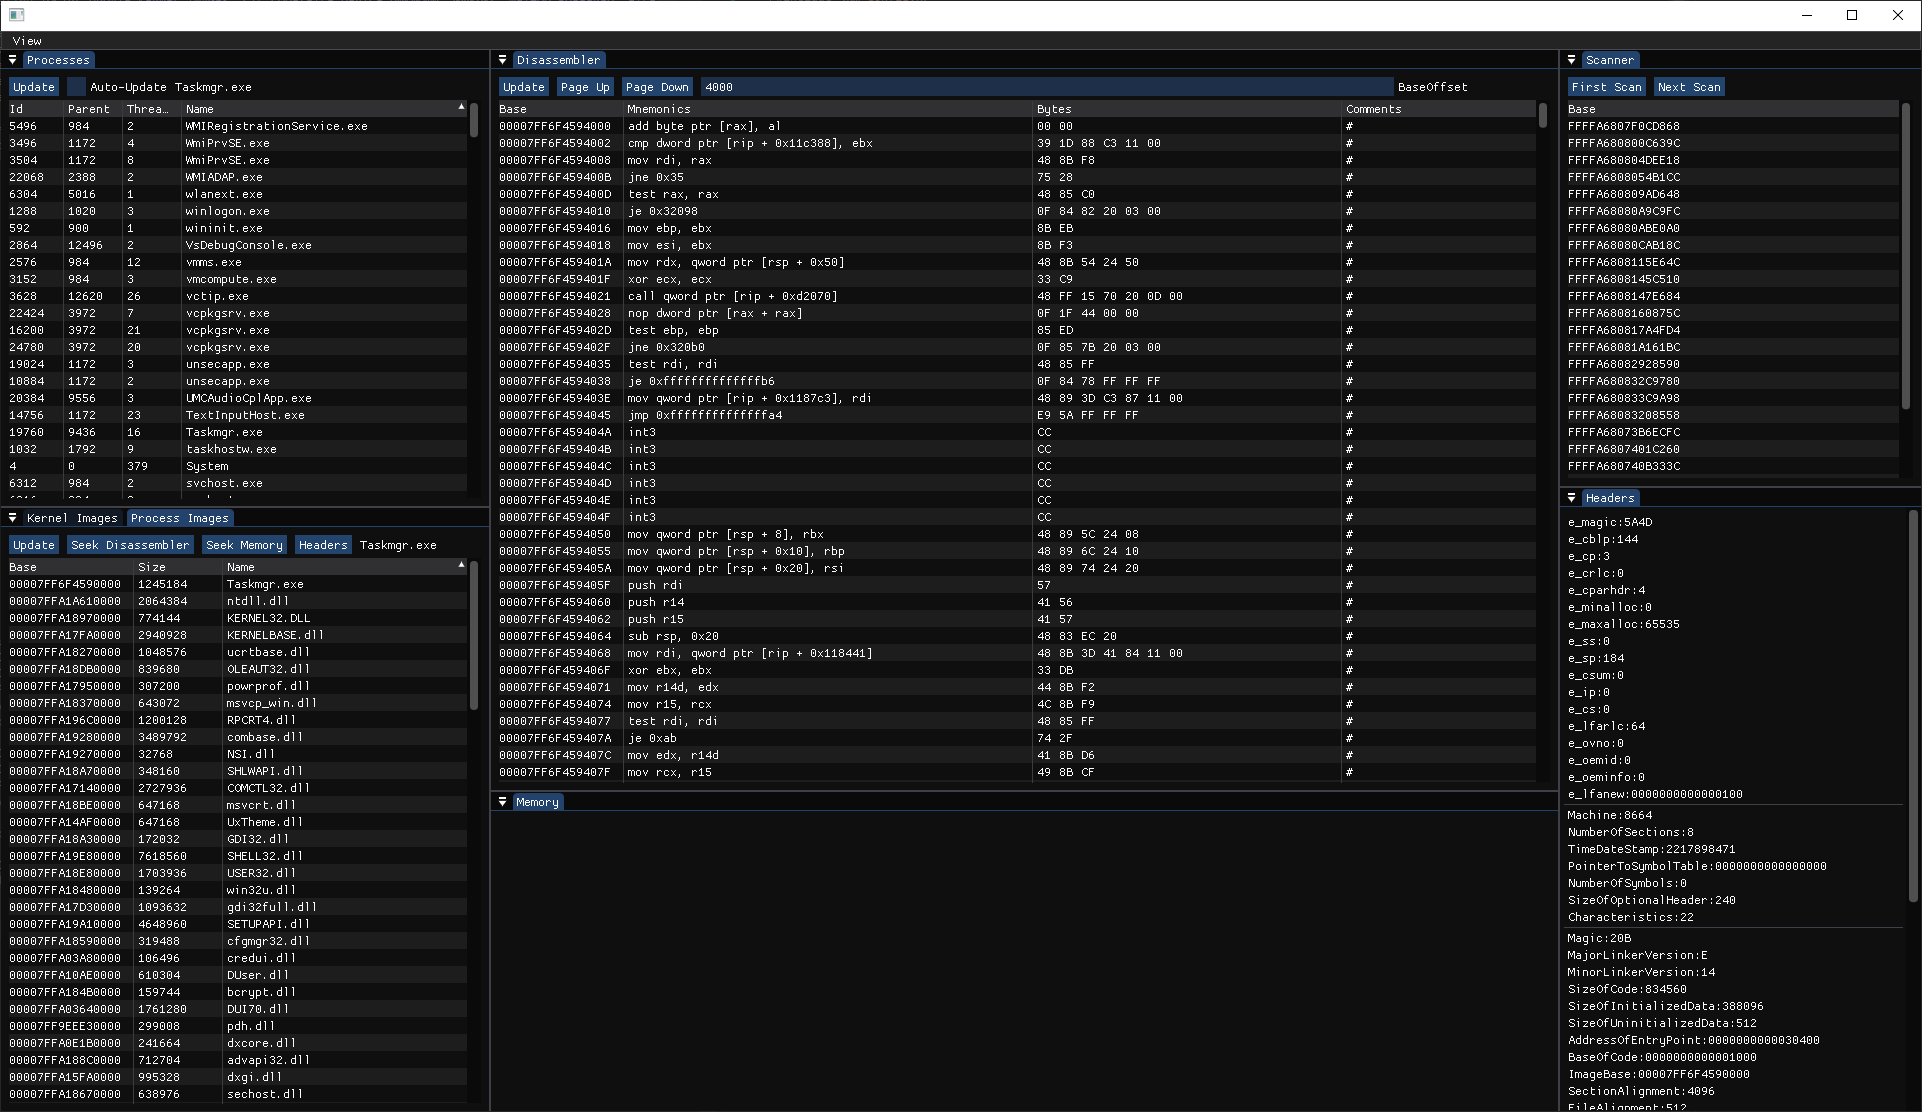 View
Processes
Update Auto-Update Taskmgr.exe
Id Parent Threa… Name
5496 984 2 WMIRegistrationService.exe
3496 1172 4 WmiPrvSE.exe
3504 1172 8 WmiPrvSE.exe
22068 2388 2 WMIADAP.exe
6304 5016 1 wlanext.exe
1288 1020 3 winlogon.exe
592 900 1 wininit.exe
2864 12496 2 VsDebugConsole.exe
2576 984 12 vmms.exe
3152 984 3 vmcompute.exe
3628 12620 26 vctip.exe
22424 3972 7 vcpkgsrv.exe
16200 3972 21 vcpkgsrv.exe
24780 3972 20 vcpkgsrv.exe
19024 1172 3 unsecapp.exe
10884 1172 2 unsecapp.exe
20384 9556 3 UMCAudioCplApp.exe
14756 1172 23 TextInputHost.exe
19760 9436 16 Taskmgr.exe
1032 1792 9 taskhostw.exe
4 0 379 System
6312 984 2 svchost.exe
Kernel Images Process Images
Update Seek Disassembler Seek Memory Headers Taskmgr.exe
Base Size Name
00007FF6F4590000 1245184 Taskmgr.exe
00007FFA1A610000 2064384 ntdll.dll
00007FFA18970000 774144 KERNEL32.DLL
00007FFA17FA0000 2940928 KERNELBASE.dll
00007FFA18270000 1048576 ucrtbase.dll
00007FFA18DB0000 839680 OLEAUT32.dll
00007FFA17950000 307200 powrprof.dll
00007FFA18370000 643072 msvcp_win.dll
00007FFA196C0000 1200128 RPCRT4.dll
00007FFA19280000 3489792 combase.dll
00007FFA19270000 32768 NSI.dll
00007FFA18A70000 348160 SHLWAPI.dll
00007FFA17140000 2727936 COMCTL32.dll
00007FFA18BE0000 647168 msvcrt.dll
00007FFA14AF0000 647168 UxTheme.dll
00007FFA18A30000 172032 GDI32.dll
00007FFA19E80000 7618560 SHELL32.dll
00007FFA18E80000 1703936 USER32.dll
00007FFA18480000 139264 win32u.dll
00007FFA17D30000 1093632 gdi32full.dll
00007FFA19A10000 4648960 SETUPAPI.dll
00007FFA18590000 319488 cfgmgr32.dll
00007FFA03A80000 106496 credui.dll
00007FFA10AE0000 610304 DUser.dll
00007FFA184B0000 159744 bcrypt.dll
00007FFA03640000 1761280 DUI70.dll
00007FF9EEE30000 299008 pdh.dll
00007FFA0E1B0000 241664 dxcore.dll
00007FFA188C0000 712704 advapi32.dll
00007FFA15FA0000 995328 dxgi.dll
00007FFA18670000 638976 sechost.dll
Disassembler
Update Page Up Page Down 4000 BaseOffset
Base Mnemonics Bytes Comments
00007FF6F4594000 add byte ptr [rax], al 00 00 #
00007FF6F4594002 cmp dword ptr [rip + 0x11c388], ebx 39 1D 88 C3 11 00 #
00007FF6F4594008 mov rdi, rax 48 8B F8 #
00007FF6F459400B jne 0x35 75 28 #
00007FF6F459400D test rax, rax 48 85 C0 #
00007FF6F4594010 je 0x32098 0F 84 82 20 03 00 #
00007FF6F4594016 mov ebp, ebx 8B EB #
00007FF6F4594018 mov esi, ebx 8B F3 #
00007FF6F459401A mov rdx, qword ptr [rsp + 0x50] 48 8B 54 24 50 #
00007FF6F459401F xor ecx, ecx 33 C9 #
00007FF6F4594021 call qword ptr [rip + 0xd2070] 48 FF 15 70 20 0D 00 #
00007FF6F4594028 nop dword ptr [rax + rax] 0F 1F 44 00 00 #
00007FF6F459402D test ebp, ebp 85 ED #
00007FF6F459402F jne 0x320b0 0F 85 7B 20 03 00 #
00007FF6F4594035 test rdi, rdi 48 85 FF #
00007FF6F4594038 je 0xffffffffffffffb6 0F 84 78 FF FF FF #
00007FF6F459403E mov qword ptr [rip + 0x1187c3], rdi 48 89 3D C3 87 11 00 #
00007FF6F4594045 jmp 0xffffffffffffffa4 E9 5A FF FF FF #
00007FF6F459404A int3 CC #
00007FF6F459404B int3 CC #
00007FF6F459404C int3 CC #
00007FF6F459404D int3 CC #
00007FF6F459404E int3 CC #
00007FF6F459404F int3 CC #
00007FF6F4594050 mov qword ptr [rsp + 8], rbx 48 89 5C 24 08 #
00007FF6F4594055 mov qword ptr [rsp + 0x10], rbp 48 89 6C 24 10 #
00007FF6F459405A mov qword ptr [rsp + 0x20], rsi 48 89 74 24 20 #
00007FF6F459405F push rdi 57 #
00007FF6F4594060 push r14 41 56 #
00007FF6F4594062 push r15 41 57 #
00007FF6F4594064 sub rsp, 0x20 48 83 EC 20 #
00007FF6F4594068 mov rdi, qword ptr [rip + 0x118441] 48 8B 3D 41 84 11 00 #
00007FF6F459406F xor ebx, ebx 33 DB #
00007FF6F4594071 mov r14d, edx 44 8B F2 #
00007FF6F4594074 mov r15, rcx 4C 8B F9 #
00007FF6F4594077 test rdi, rdi 48 85 FF #
00007FF6F459407A je 0xab 74 2F #
00007FF6F459407C mov edx, r14d 41 8B D6 #
00007FF6F459407F mov rcx, r15 49 8B CF #
Memory
Scanner
First Scan Next Scan
Base
FFFFA6807F0CD868
FFFFA680800C639C
FFFFA680804DEE18
FFFFA6808054B1CC
FFFFA680809AD648
FFFFA68080A9C9FC
FFFFA68080ABE0A0
FFFFA68080CAB18C
FFFFA6808115E64C
FFFFA6808145C510
FFFFA6808147E684
FFFFA6808160875C
FFFFA680817A4FD4
FFFFA68081A161BC
FFFFA68082928590
FFFFA680832C9780
FFFFA680833C9A98
FFFFA68083208558
FFFFA68073B6ECFC
FFFFA6807401C260
FFFFA680740B333C
Headers
e_magic:5A4D
e_cblp:144
e_cp:3
e_crlc:0
e_cparhdr:4
e_minalloc:0
e_maxalloc:65535
e_ss:0
e_sp:184
e_csum:0
e_ip:0
e_cs:0
e_lfarlc:64
e_ovno:0
e_oemid:0
e_oeminfo:0
e_lfanew:0000000000000100
Machine:8664
NumberOfSections:8
TimeDateStamp:2217898471
PointerToSymbolTable:0000000000000000
NumberOfSymbols:0
SizeOfOptionalHeader:240
Characteristics:22
Magic:20B
MajorLinkerVersion:E
MinorLinkerVersion:14
SizeOfCode:834560
SizeOfInitializedData:388096
SizeOfUninitializedData:512
AddressOfEntryPoint:0000000000030400
BaseOfCode:0000000000001000
ImageBase:00007FF6F4590000
SectionAlignment:4096
FileAlignment:512